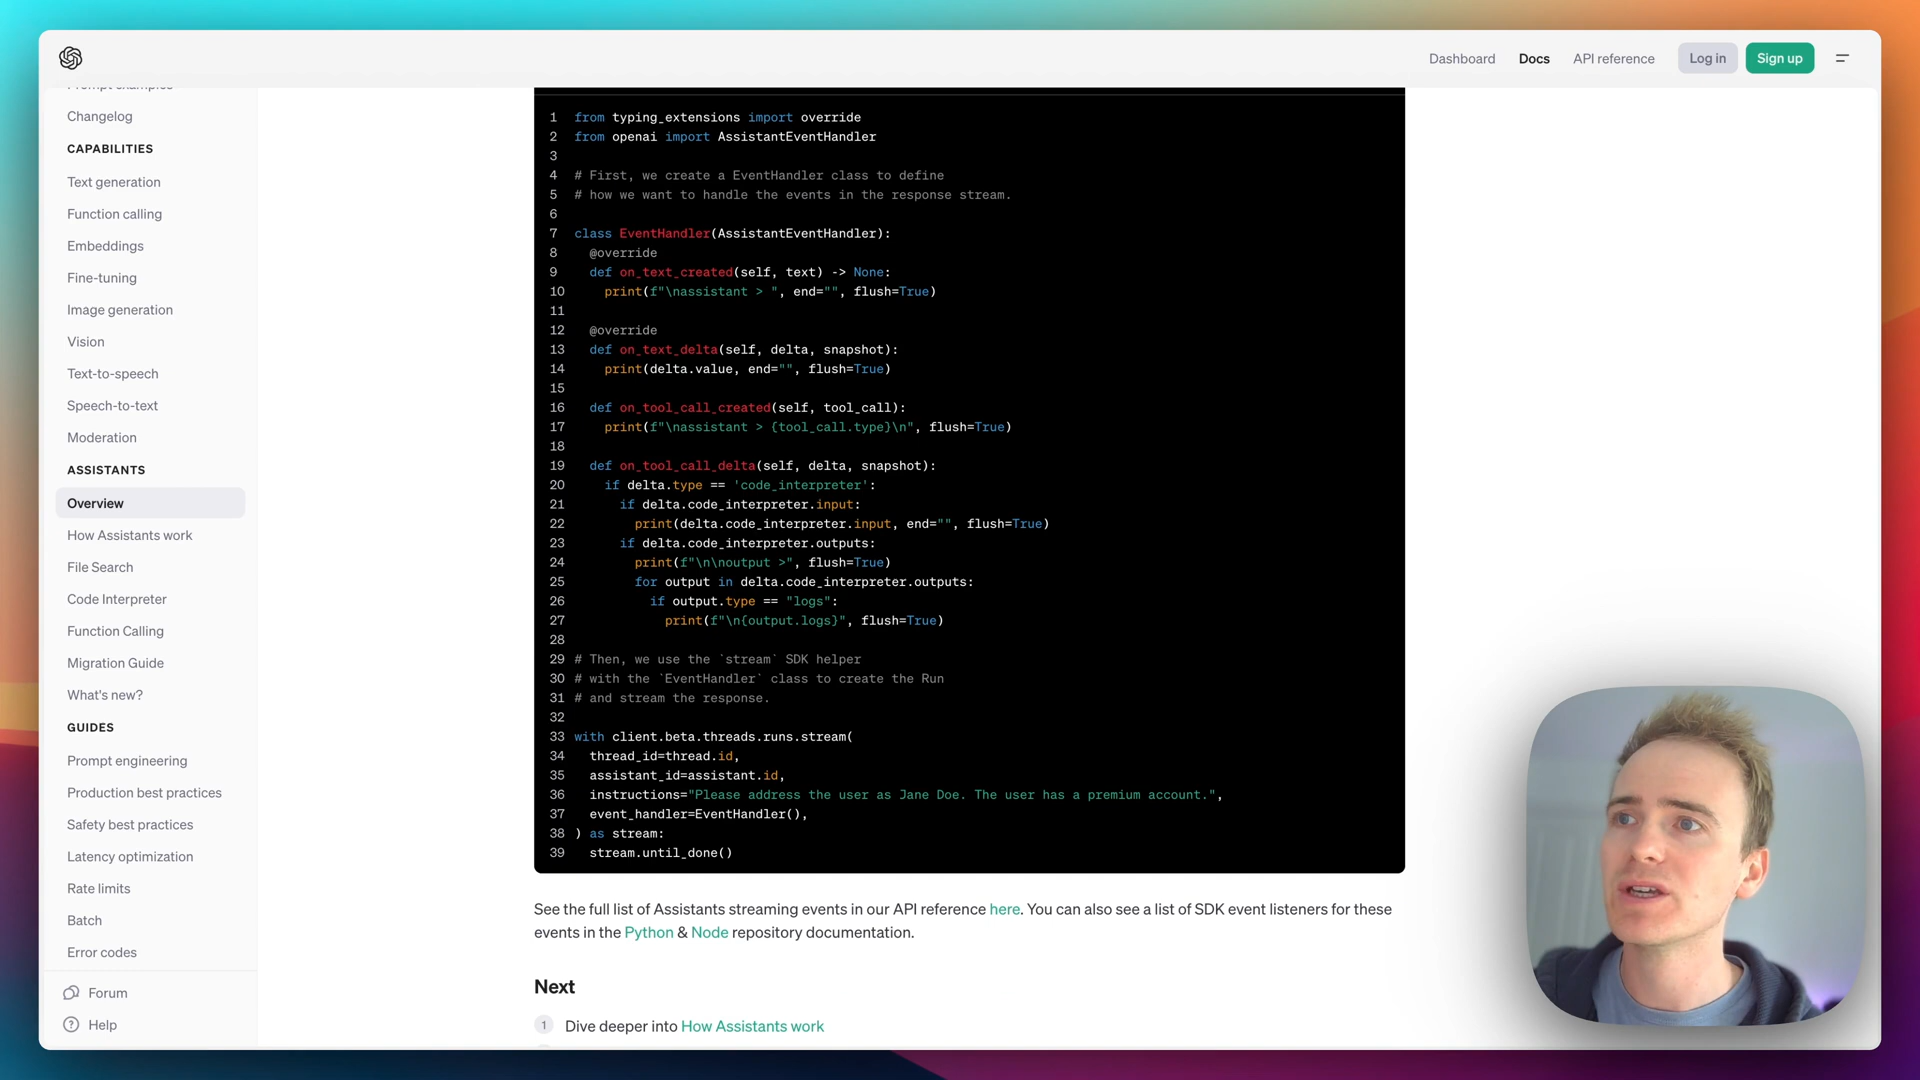 Dashboard
Docs
API reference
Log in
Sign up
Prompt examples
Changelog
CAPABILITIES
Text generation
Function calling
Embeddings
Fine-tuning
Image generation
Vision
Text-to-speech
Speech-to-text
Moderation
ASSISTANTS
Overview
How Assistants work
File Search
Code Interpreter
Function Calling
Migration Guide
What's new?
GUIDES
Prompt engineering
Production best practices
Safety best practices
Latency optimization
Rate limits
Batch
Error codes
Forum
Help
1 from typing_extensions import override
2 from openai import AssistantEventHandler
3
4 # First, we create a EventHandler class to define
5 # how we want to handle the events in the response stream.
6
7 class EventHandler(AssistantEventHandler):
8   @override
9   def on_text_created(self, text) -> None:
10     print(f"\nassistant > ", end="", flush=True)
11
12   @override
13   def on_text_delta(self, delta, snapshot):
14     print(delta.value, end="", flush=True)
15
16   def on_tool_call_created(self, tool_call):
17     print(f"\nassistant > {tool_call.type}\n", flush=True)
18
19   def on_tool_call_delta(self, delta, snapshot):
20     if delta.type == 'code_interpreter':
21       if delta.code_interpreter.input:
22         print(delta.code_interpreter.input, end="", flush=True)
23       if delta.code_interpreter.outputs:
24         print(f"\n\noutput >", flush=True)
25         for output in delta.code_interpreter.outputs:
26           if output.type == "logs":
27             print(f"\n{output.logs}", flush=True)
28
29 # Then, we use the `stream` SDK helper
30 # with the `EventHandler` class to create the Run
31 # and stream the response.
32
33 with client.beta.threads.runs.stream(
34   thread_id=thread.id,
35   assistant_id=assistant.id,
36   instructions="Please address the user as Jane Doe. The user has a premium account.",
37   event_handler=EventHandler(),
38 ) as stream:
39   stream.until_done()
See the full list of Assistants streaming events in our API reference here. You can also see a list of SDK event listeners for these
events in the Python & Node repository documentation.
Next
1 Dive deeper into How Assistants work